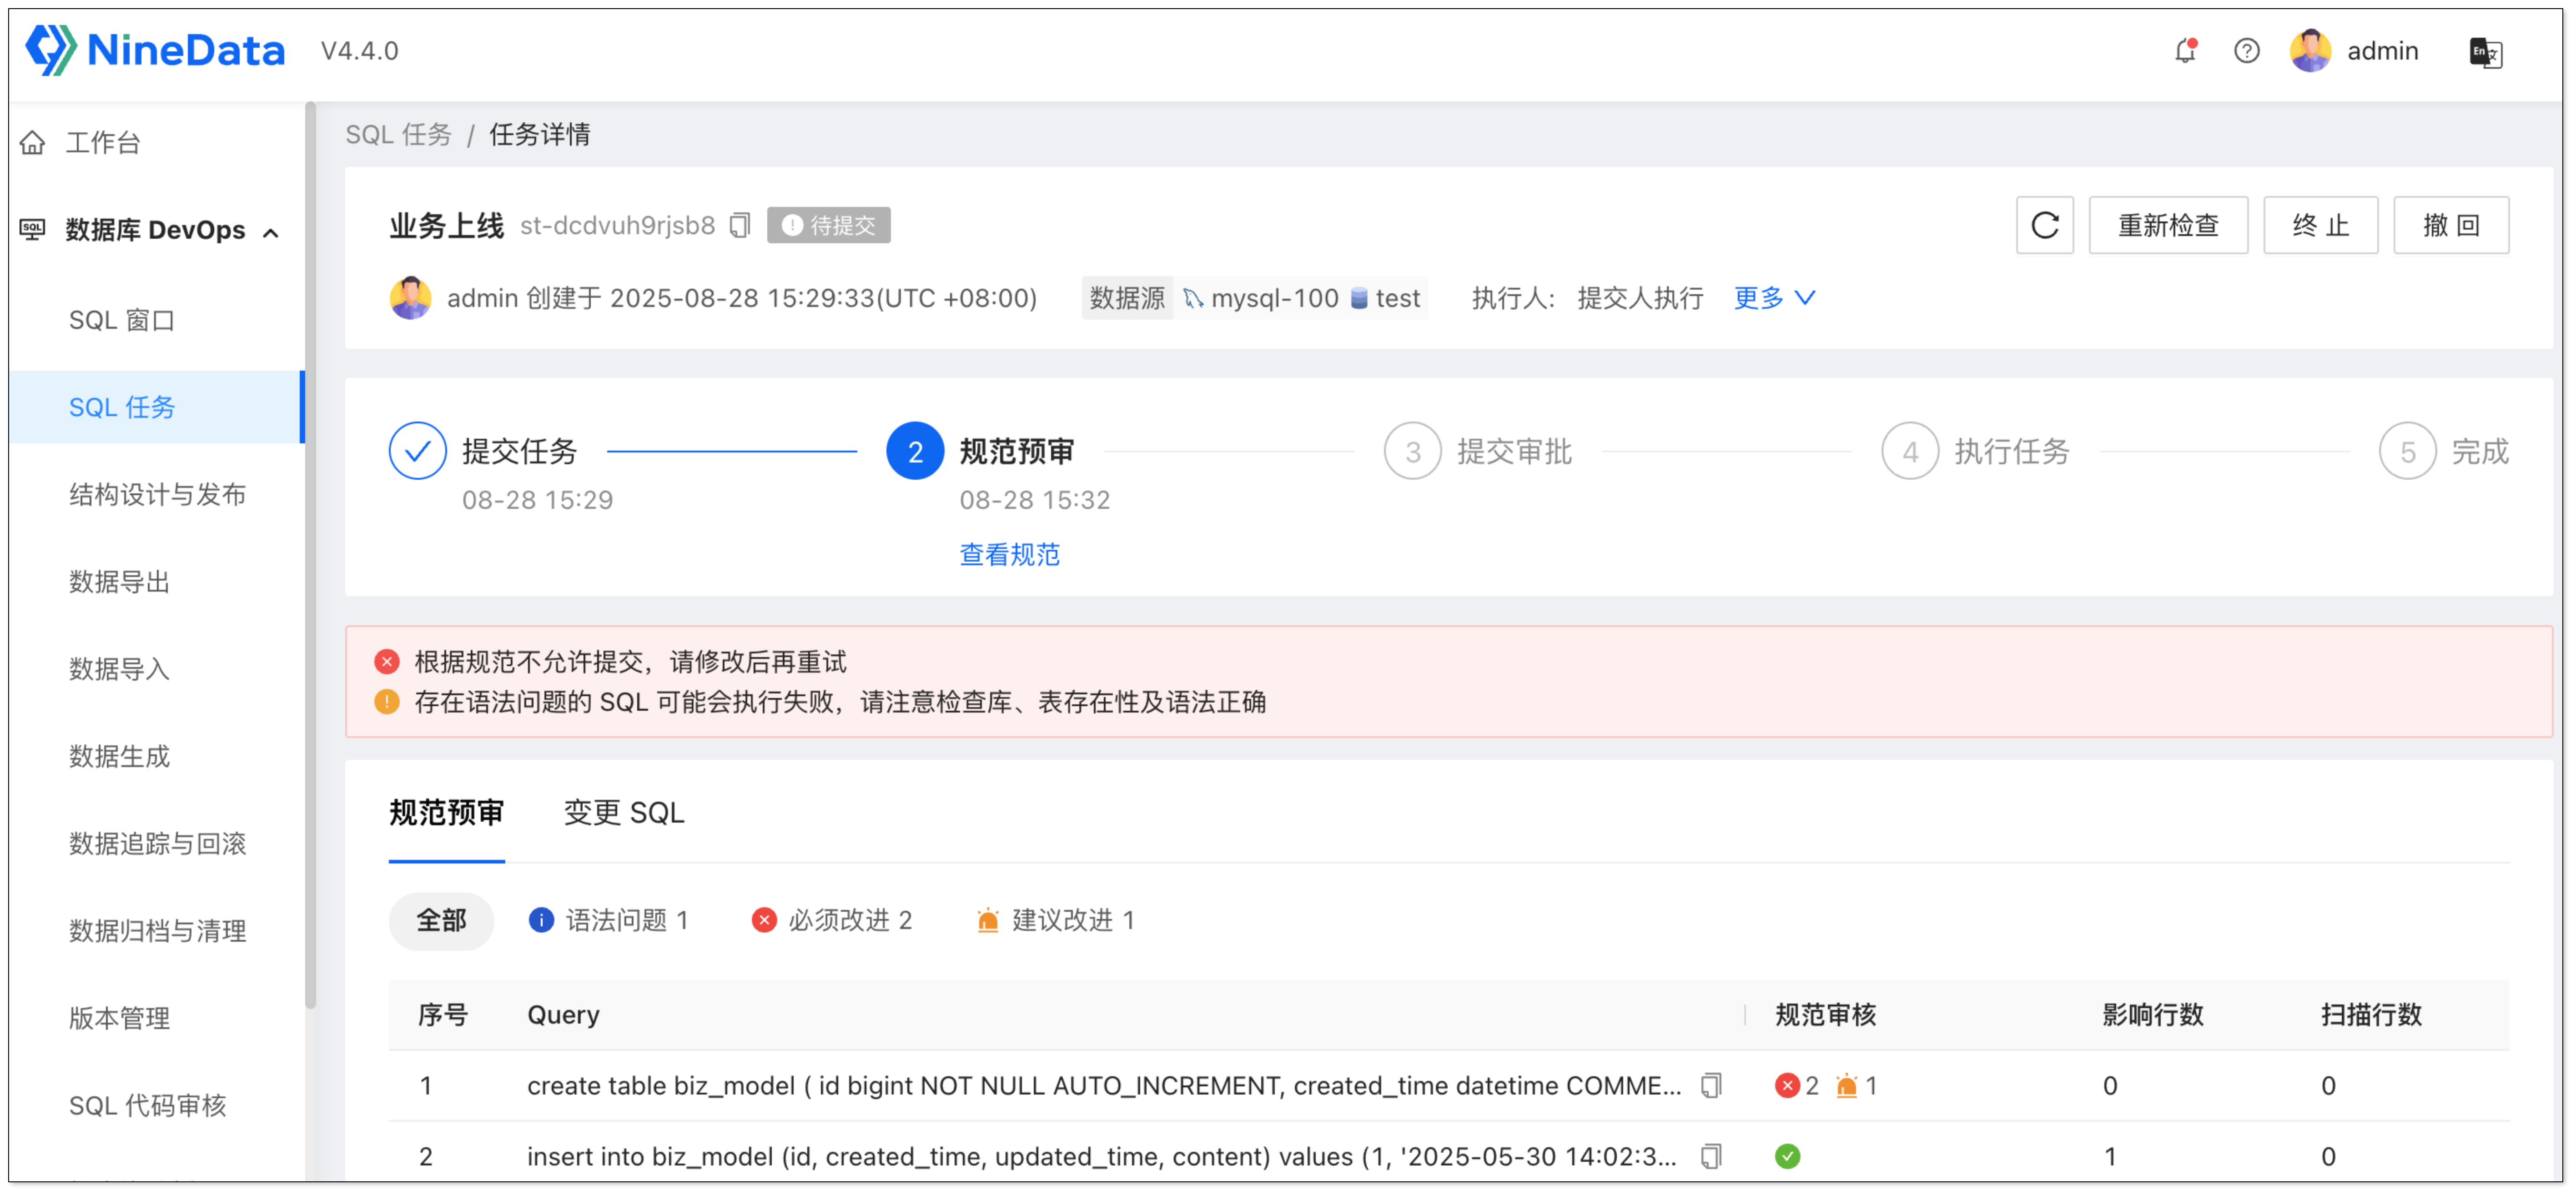 NineData V4.4.0 admin
工作台
数据库 DevOps
SQL 窗口
SQL 任务
结构设计与发布
数据导出
数据导入
数据生成
数据追踪与回滚
数据归档与清理
版本管理
SQL 代码审核
SQL 任务 / 任务详情
业务上线 st-dcdvuh9rjsb8 待提交 重新检查 终止 撤回
admin 创建于 2025-08-28 15:29:33(UTC +08:00) 数据源 mysql-100 test 执行人: 提交人执行 更多
提交任务 2 规范预审 3 提交审批 4 执行任务 5 完成
08-28 15:29 08-28 15:32
查看规范
根据规范不允许提交，请修改后再重试
存在语法问题的 SQL 可能会执行失败，请注意检查库、表存在性及语法正确
规范预审 变更 SQL
全部 语法问题 1 必须改进 2 建议改进 1
序号 Query 规范审核 影响行数 扫描行数
1 create table biz_model ( id bigint NOT NULL AUTO_INCREMENT, created_time datetime COMME... 2 1 0 0
2 insert into biz_model (id, created_time, updated_time, content) values (1, '2025-05-30 14:02:3... 1 0